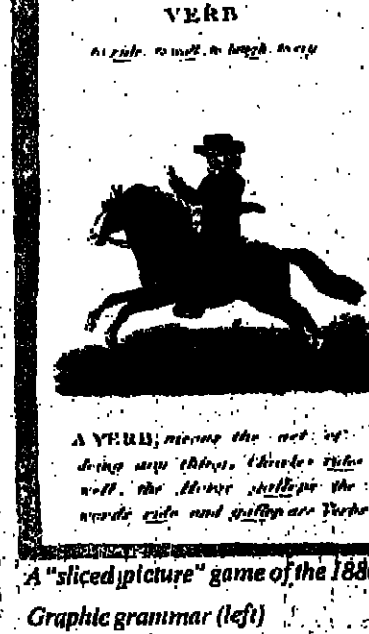 VERB
to ride. to walk. to laugh. to cry
A VERB, means the act of
doing any thing. Charles rides
well. the Horse gallops the
words ride and gallop are Verbs
A "sliced picture" game of the 188
Graphic grammar (left)